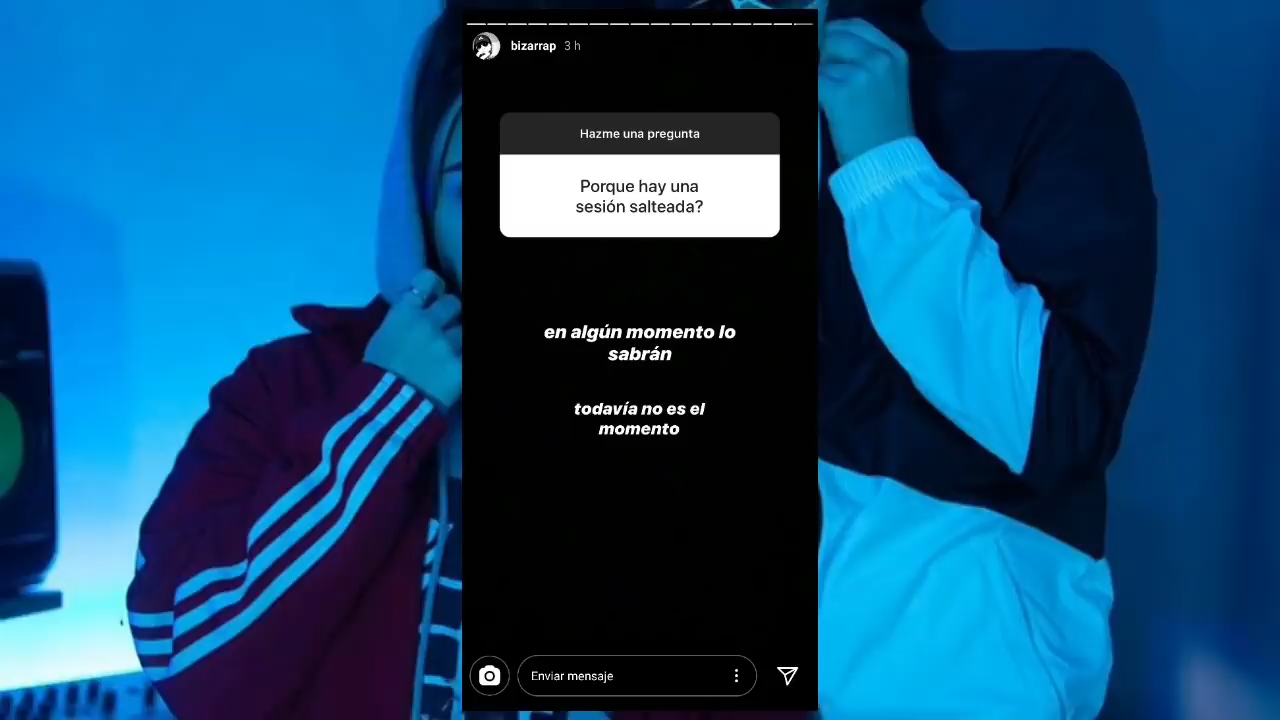 bizarrap 3 h
Hazme una pregunta
Porque hay una
sesión salteada?
en algún momento lo
sabrán
todavía no es el
momento
Enviar mensaje